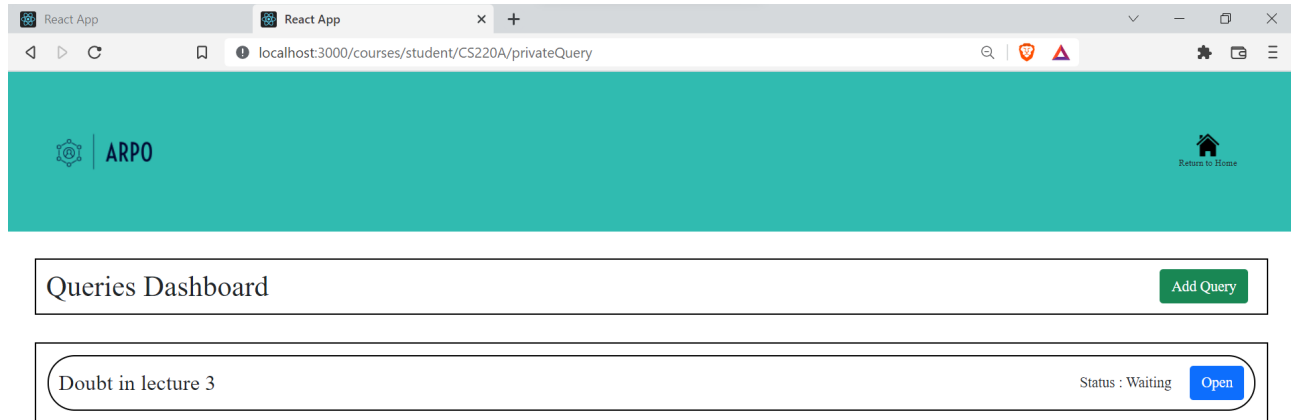 React App
React App
localhost:3000/courses/student/CS220A/privateQuery
ARPO
Return to Home
Queries Dashboard
Add Query
Doubt in lecture 3
Status : Waiting
Open